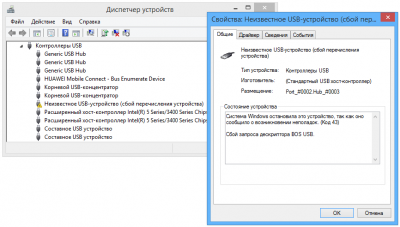 Диспетчер устройств
Файл Действие Вид Справка
Контроллеры USB
Generic USB Hub
Generic USB Hub
Generic USB Hub
HUAWEI Mobile Connect - Bus Enumerate Device
Корневой USB-концентратор
Корневой USB-концентратор
Неизвестное USB-устройство (сбой перечисления устройства)
Расширенный хост-контроллер Intel(R) 5 Series/3400 Series Chips
Расширенный хост-контроллер Intel(R) 5 Series/3400 Series Chips
Составное USB устройство
Составное USB устройство
Свойства: Неизвестное USB-устройство (сбой пер...
Общие Драйвер Сведения События
Неизвестное USB-устройство (сбой перечисления
устройства)
Тип устройства: Контроллеры USB
Изготовитель: (Стандартный USB хост-контроллер)
Размещение: Port_#0002.Hub_#0003
Состояние устройства
Система Windows остановила это устройство, так как оно
сообщило о возникновении неполадок. (Код 43)
Сбой запроса дескриптора BOS USB.
OK Отмена